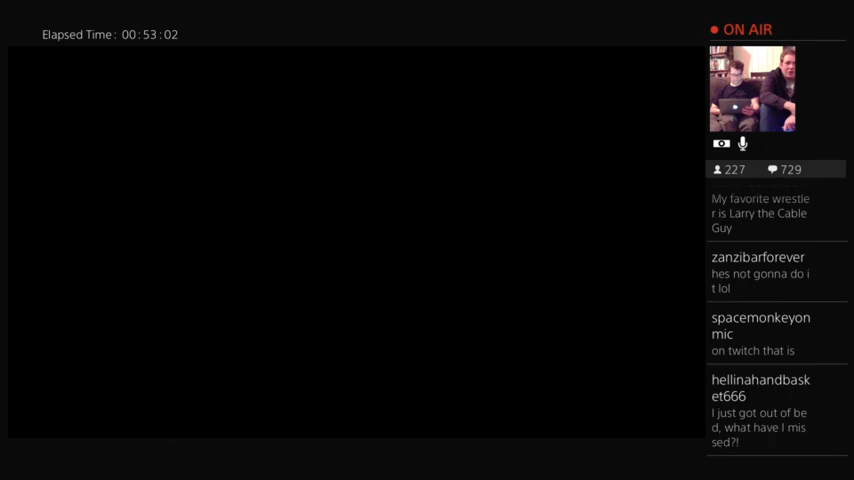 Elapsed Time: 00:53:02
ON AIR
227 729
My favorite wrestle
r is Larry the Cable
Guy
zanzibarforever
hes not gonna do i
t lol
spacemonkeyon
mic
on twitch that is
hellinahandbask
et666
I just got out of be
d, what have I mis
sed?!